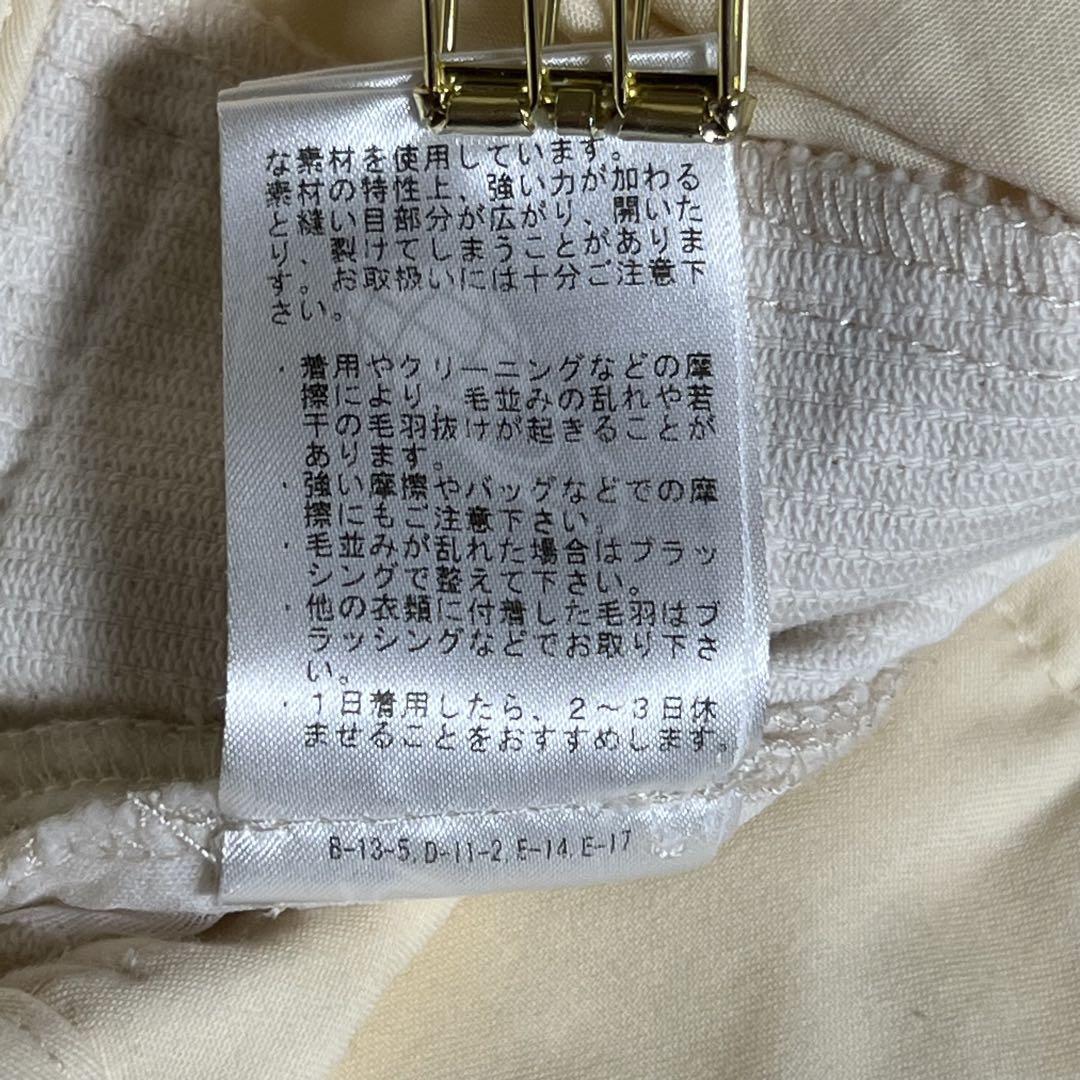 な素材を使用しています。
素材の特性上、強い力が加わる
と縫い目部分が広がり、開いた
り、裂けてしまうことがありま
す。お取扱いには十分ご注意下
さい。
・着用やクリーニングなどの摩
擦により、毛並みの乱れや若
干の毛羽抜けが起きることが
あります。
・強い摩擦やバッグなどでの摩
擦にもご注意下さい。
・毛並みが乱れた場合はブラッ
シングで整えて下さい。
・他の衣類に付着した毛羽はブ
ラッシングなどでお取り下さ
い。
・1日着用したら、2～3日休
ませることをおすすめします。
B-13-5,D-11-2,E-14,E-17